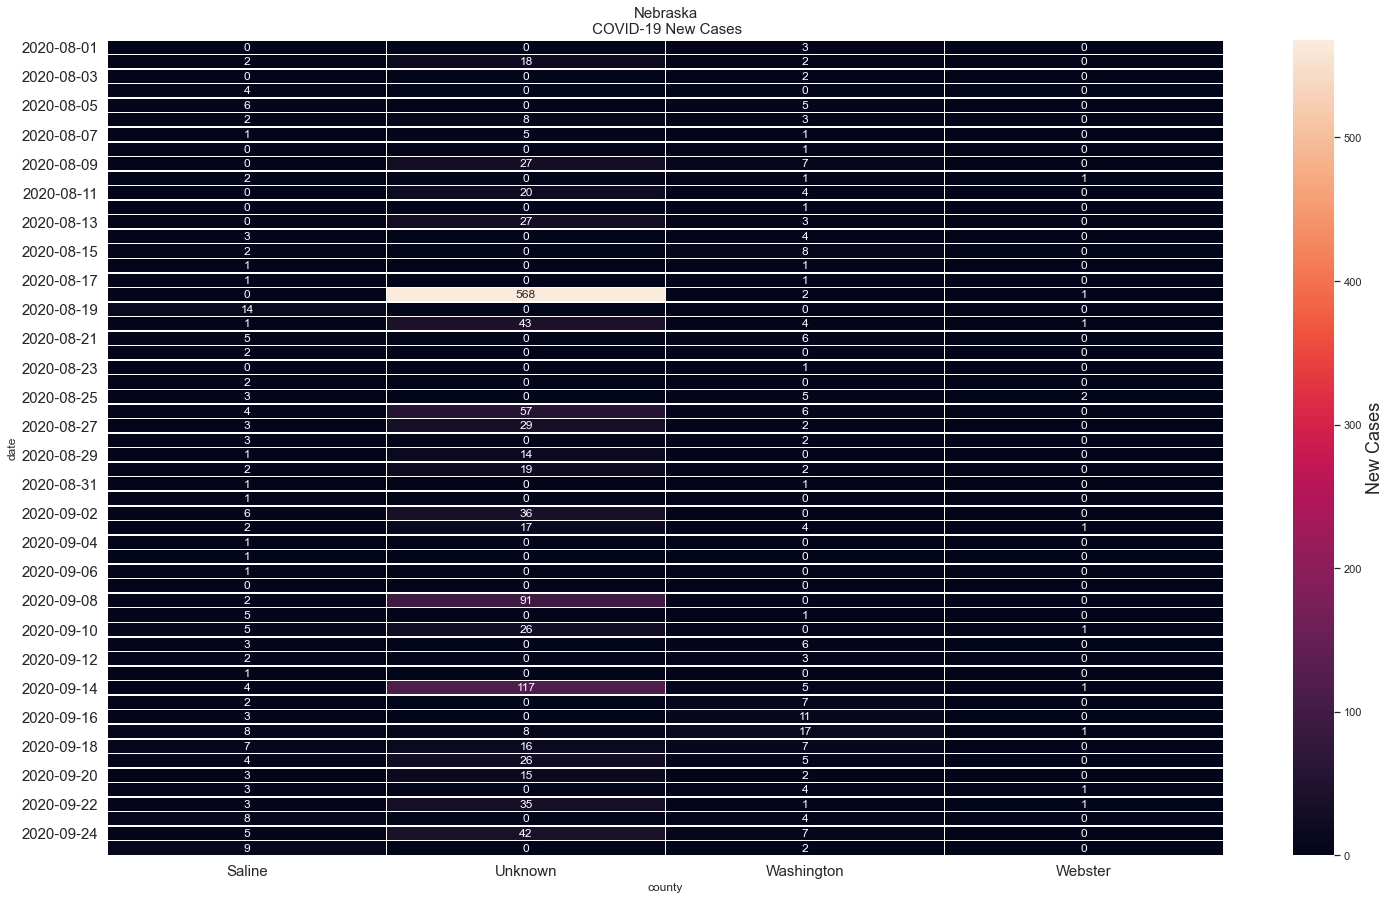 Nebraska
COVID-19 New Cases
2020-08-01 0 0 3 0
2 18 2 0
2020-08-03 0 0 2 0
4 0 0 0
2020-08-05 6 0 5 0
2 8 3 0
2020-08-07 1 5 1 0
0 0 1 0
2020-08-09 0 27 7 0
2 0 1 1
2020-08-11 0 20 4 0
0 0 1 0
2020-08-13 0 27 3 0
3 0 4 0
2020-08-15 2 0 8 0
1 0 1 0
2020-08-17 1 0 1 0
0 568 2 1
2020-08-19 14 0 0 0
1 43 4 1
2020-08-21 5 0 6 0
2 0 0 0
2020-08-23 0 0 1 0
2 0 0 0
2020-08-25 3 0 5 2
4 57 6 0
2020-08-27 3 29 2 0
3 0 2 0
2020-08-29 1 14 0 0
2 19 2 0
2020-08-31 1 0 1 0
1 0 0 0
2020-09-02 6 36 0 0
2 17 4 1
2020-09-04 1 0 0 0
1 0 0 0
2020-09-06 1 0 0 0
0 0 0 0
2020-09-08 2 91 0 0
5 0 1 0
2020-09-10 5 26 0 1
3 0 6 0
2020-09-12 2 0 3 0
1 0 0 0
2020-09-14 4 117 5 1
2 0 7 0
2020-09-16 3 0 11 0
8 8 17 1
2020-09-18 7 16 7 0
4 26 5 0
2020-09-20 3 15 2 0
3 0 4 1
2020-09-22 3 35 1 1
8 0 4 0
2020-09-24 5 42 7 0
9 0 2 0
Saline Unknown Washington Webster
county
date
500
400
300
200
100
0
New Cases